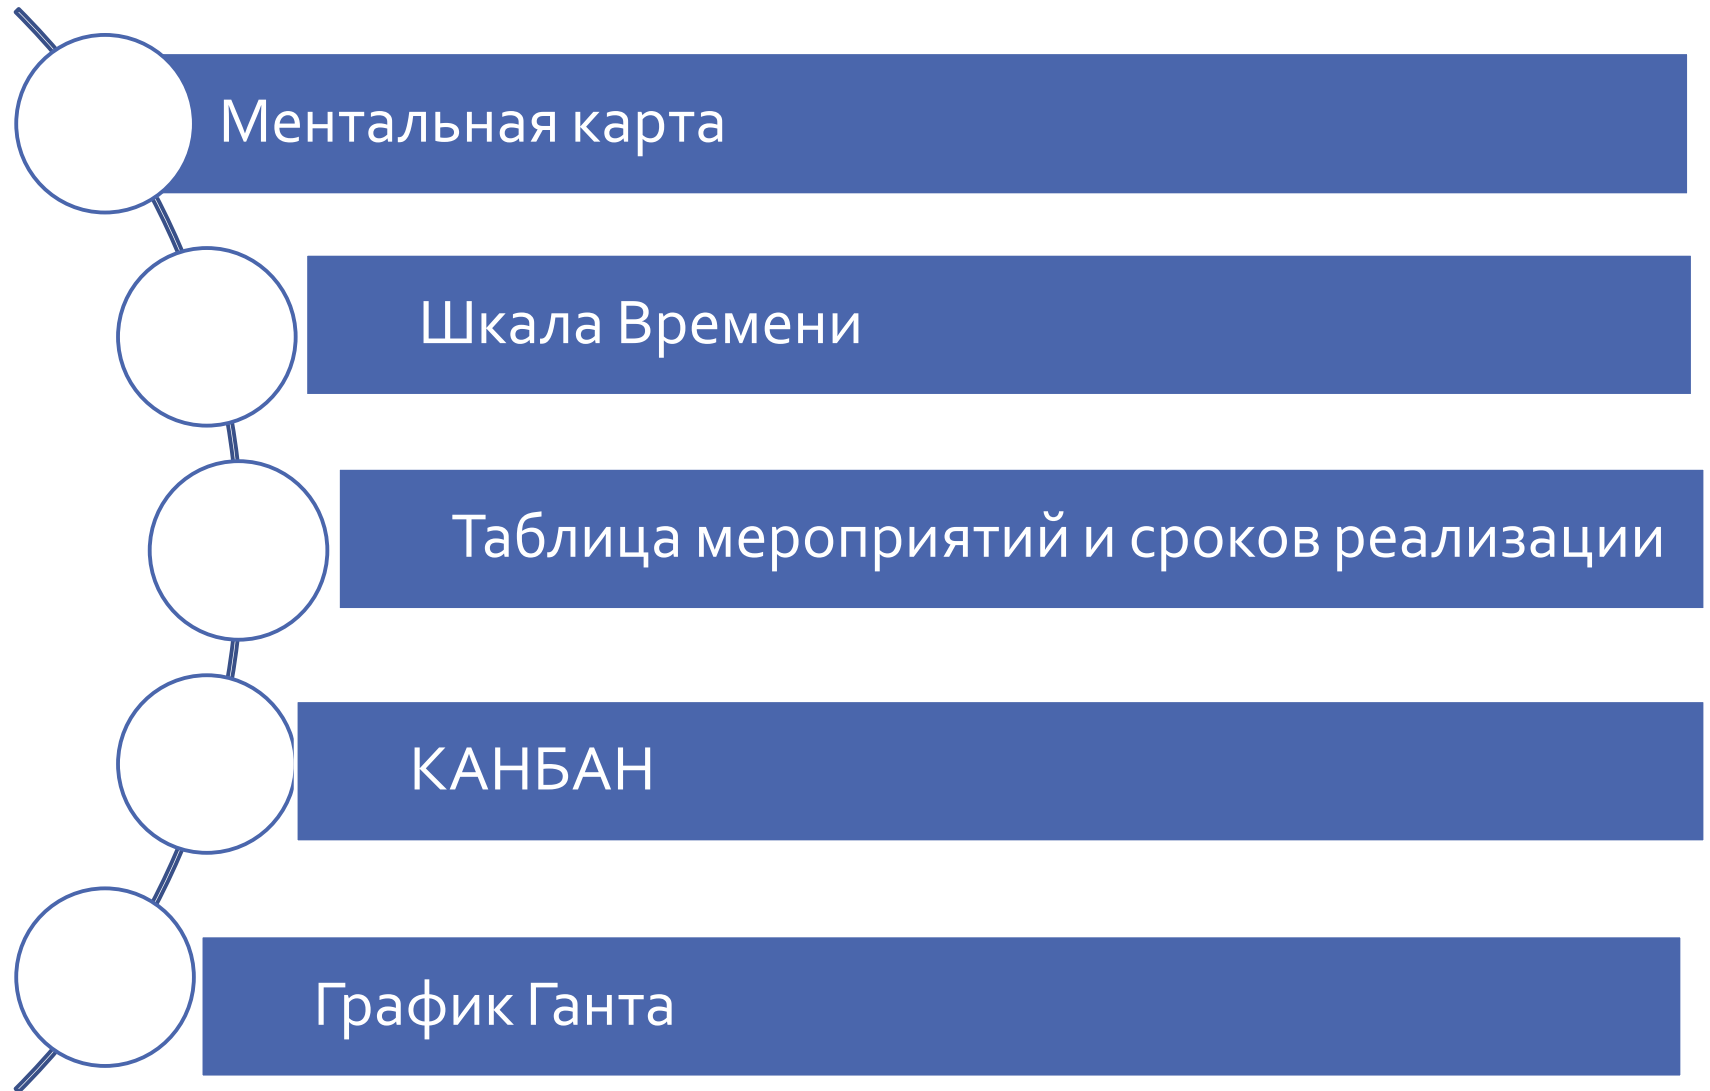 Ментальная карта
Шкала Времени
Таблица мероприятий и сроков реализации
КАНБАН
График Ганта